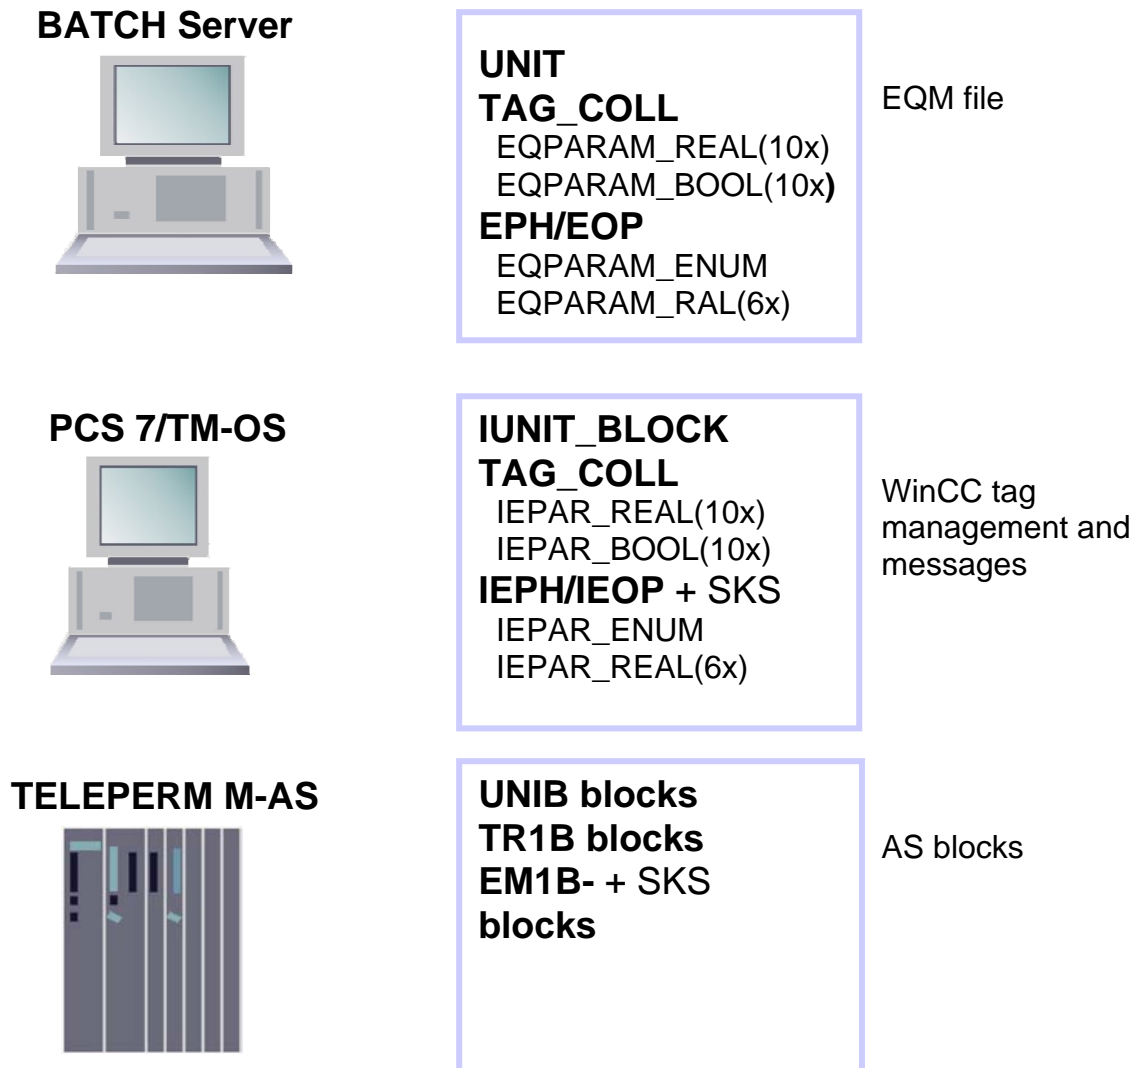 BATCH Server
UNIT
TAG_COLL
EQPARAM_REAL(10x)
EQPARAM_BOOL(10x)
EPH/EOP
EQPARAM_ENUM
EQPARAM_RAL(6x)
EQM file
PCS 7/TM-OS
IUNIT_BLOCK
TAG_COLL
IEPAR_REAL(10x)
IEPAR_BOOL(10x)
IEPH/IEOP + SKS
IEPAR_ENUM
IEPAR_REAL(6x)
WinCC tag
management and
messages
TELEPERM M-AS
UNIB blocks
TR1B blocks
EM1B- + SKS
blocks
AS blocks